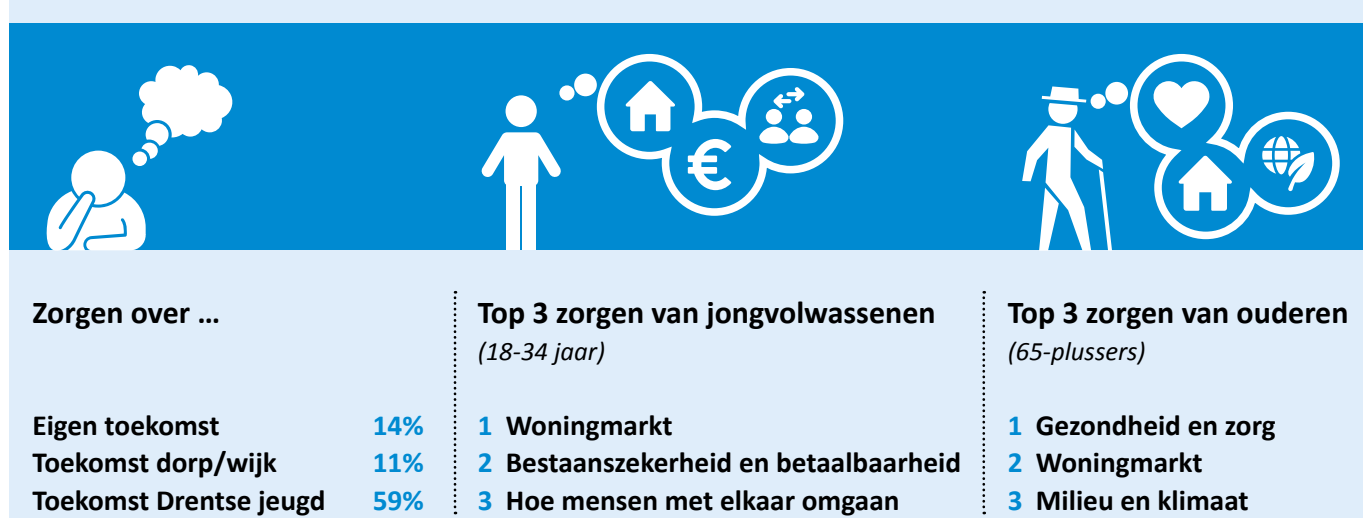 Zorgen over ...
Eigen toekomst 14%
Toekomst dorp/wijk 11%
Toekomst Drentse jeugd 59%
Top 3 zorgen van jongvolwassenen
(18-34 jaar)
1 Woningmarkt
2 Bestaanszekerheid en betaalbaarheid
3 Hoe mensen met elkaar omgaan
Top 3 zorgen van ouderen
(65-plussers)
1 Gezondheid en zorg
2 Woningmarkt
3 Milieu en klimaat
€